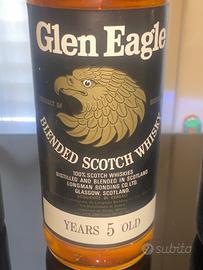 Glen Eagle
PRODUCT OF
BLENDED SCOTCH WHISKY
100% SCOTCH WHISKIES
DISTILLED AND BLENDED IN SCOTLAND
LONGMAN BONDING CO. LTD.
GLASGOW, SCOTLAND.
YEARS 5 OLD
subito